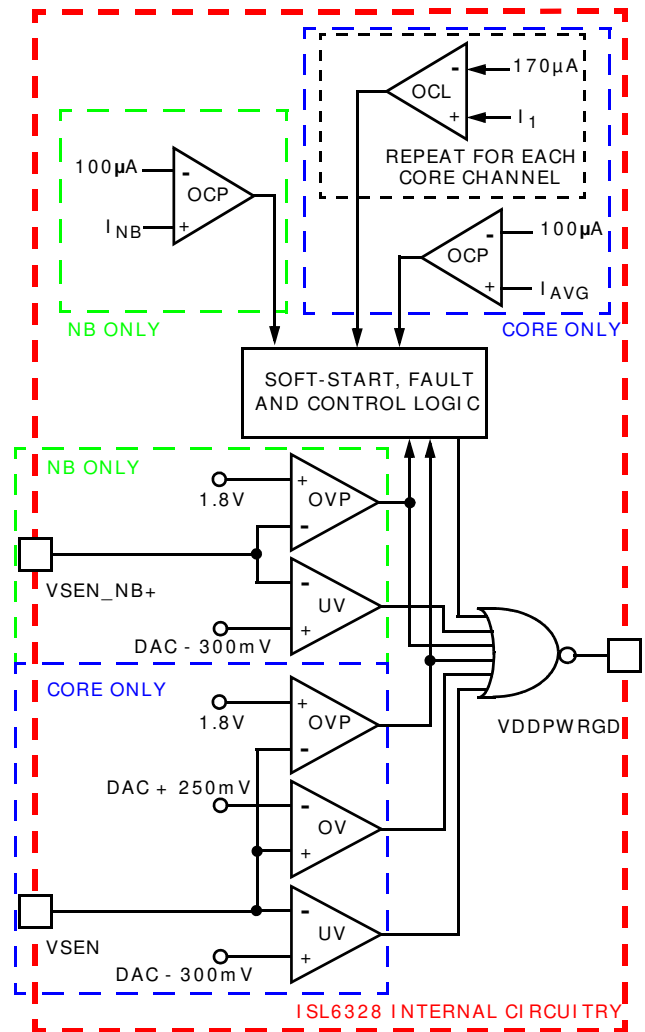 170µA
-
OCL
+
I1
REPEAT FOR EACH
CORE CHANNEL
100µA
-
OCP
INB
+
-
100µA
OCP
+
IAVG
NB ONLY
CORE ONLY
SOFT-START, FAULT
AND CONTROL LOGIC
NB ONLY
+
1.8V
OVP
-
VSEN_NB+
-
UV
+
DAC - 300mV
CORE ONLY
+
1.8V
OVP
-
VDDPWRGD
DAC + 250mV
-
OV
+
-
UV
VSEN
+
DAC - 300mV
ISL6328 INTERNAL CIRCUITRY